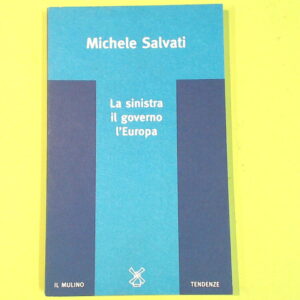 Michele Salvati
La sinistra
il governo
l'Europa
IL MULINO
TENDENZE